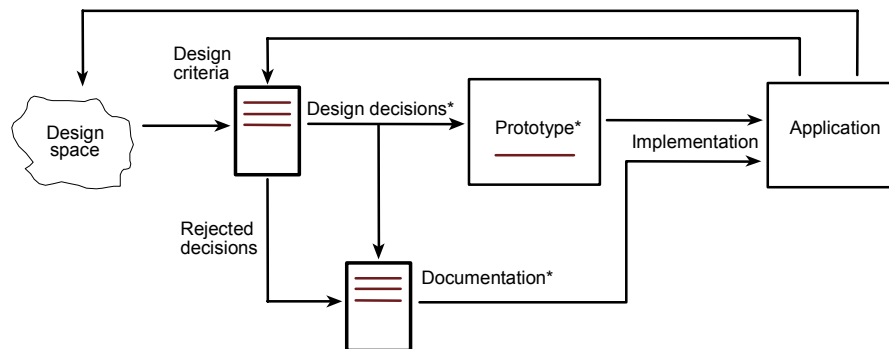 Design
criteria
Design
space
Design decisions*
Prototype*
Implementation
Application
Rejected
decisions
Documentation*